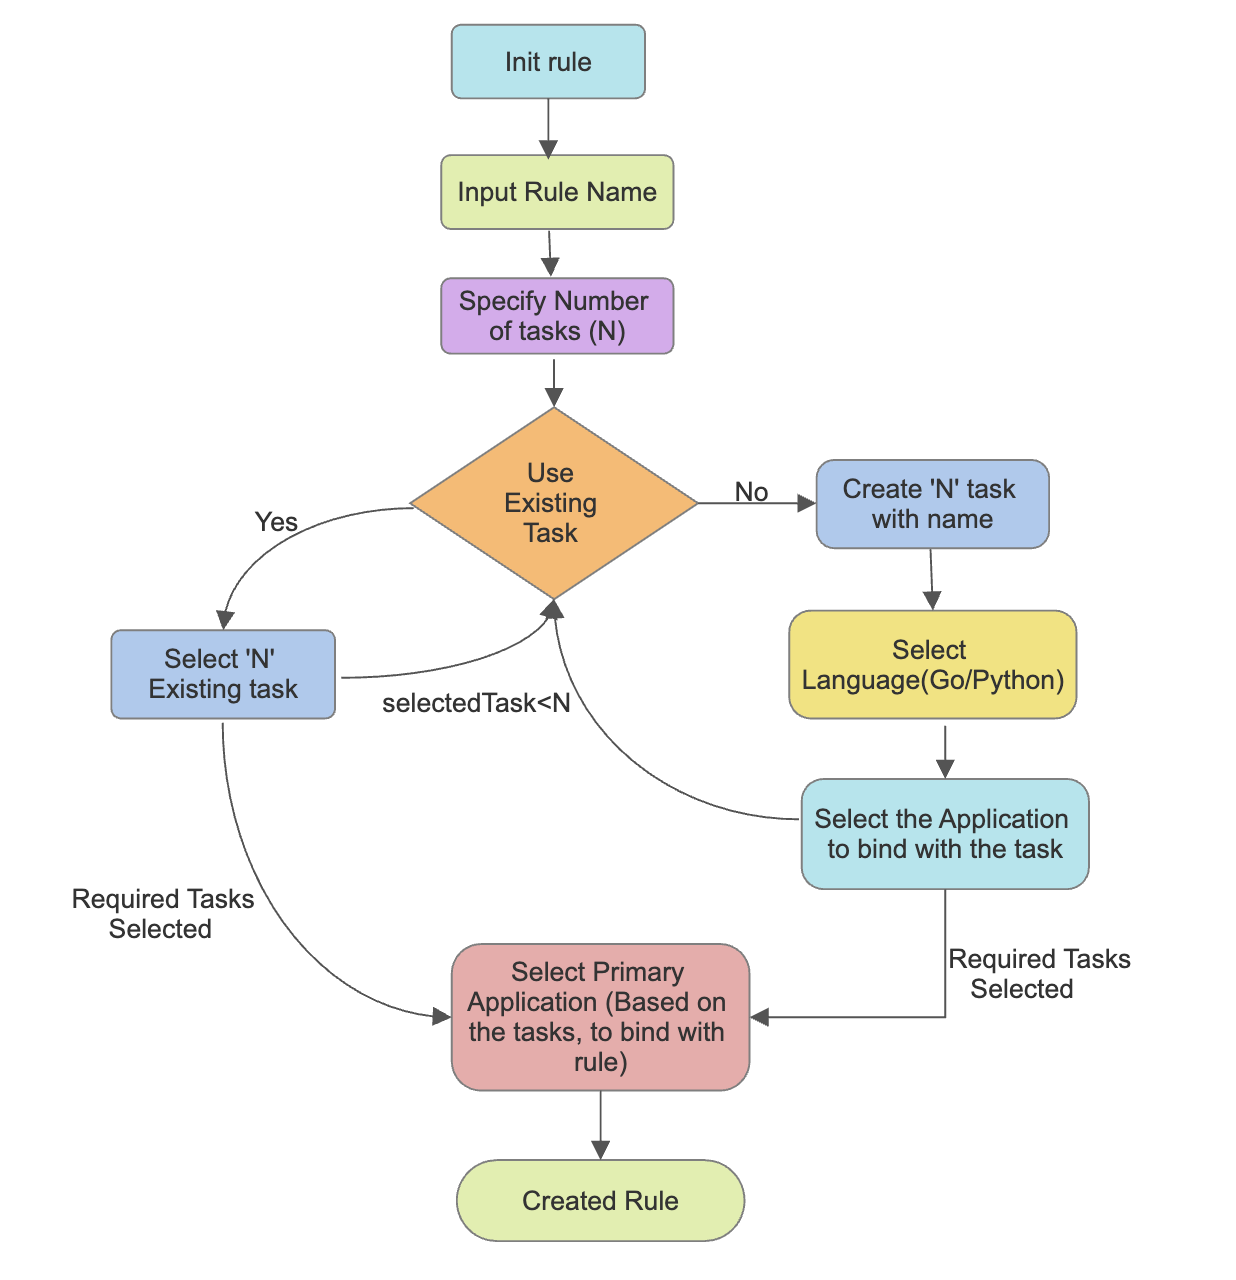 Init rule
Input Rule Name
Specify Number
of tasks (N)
Use
Existing
Task
No
Create 'N' task
with name
Yes
Select 'N'
Existing task
selectedTask<N
Select
Language(Go/Python)
Select the Application
to bind with the task
Required Tasks
Selected
Required Tasks
Selected
Select Primary
Application (Based on
the tasks, to bind with
rule)
Created Rule